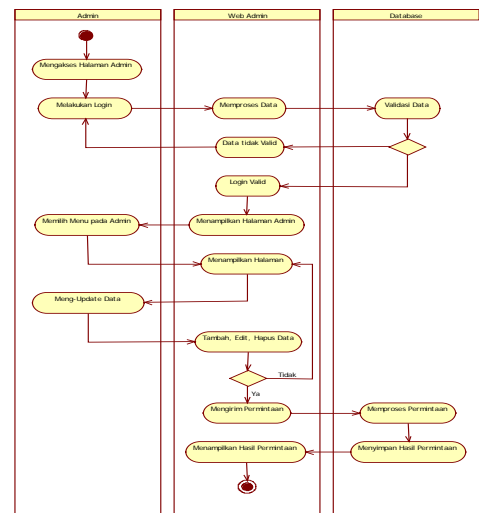 Admin
Web Admin
Database
Mengakses Halaman Admin
Melakukan Login
Memproses Data
Validasi Data
Data tidak Valid
Login Valid
Memilih Menu pada Admin
Menampilkan Halaman Admin
Menampilkan Halaman
Meng-Update Data
Tambah, Edit, Hapus Data
Tidak
Ya
Mengirim Permintaan
Memproses Permintaan
Menampilkan Hasil Permintaan
Menyimpan Hasil Permintaan